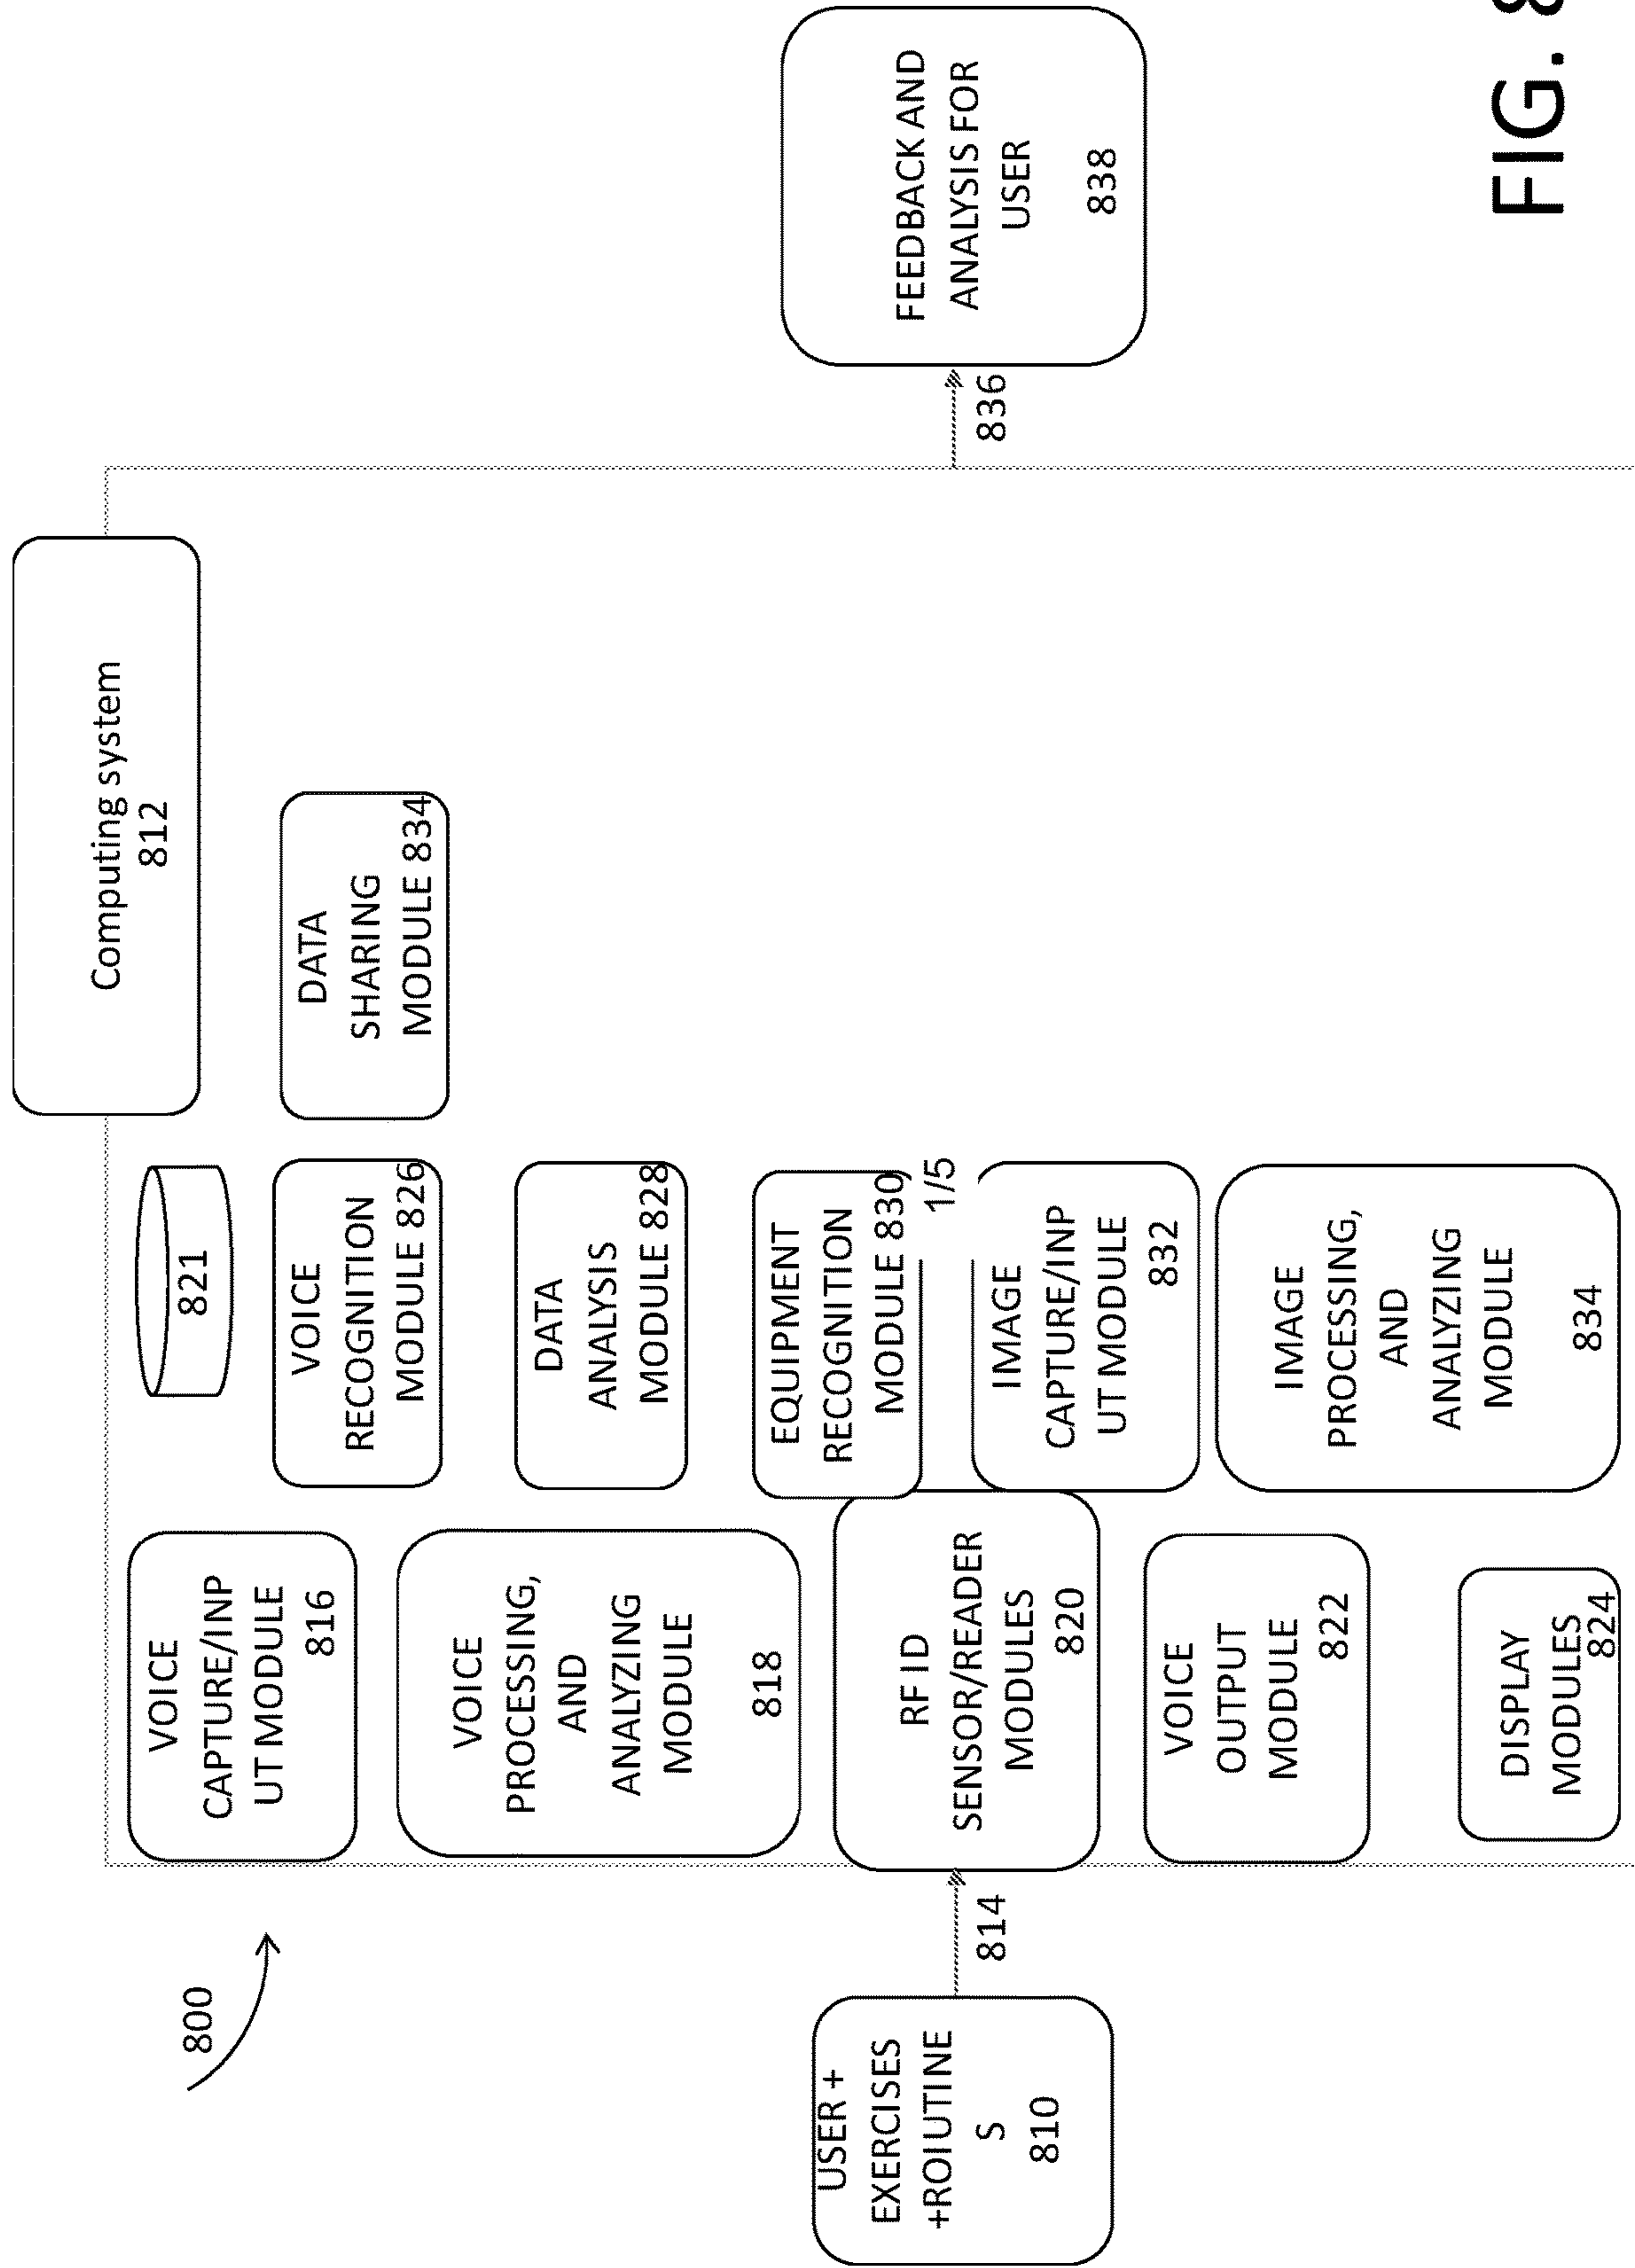 800
Computing system
812
821
VOICE
CAPTURE/INP
UT MODULE
816
VOICE
RECOGNITION
MODULE 826
DATA
SHARING
MODULE 834
VOICE
PROCESSING,
AND
ANALYZING
MODULE
818
DATA
ANALYSIS
MODULE 828
USER +
EXERCISES
+ROIUTINE
S
810
814
RF ID
SENSOR/READER
MODULES
820
EQUIPMENT
RECOGNITION
MODULE 830
1/5
IMAGE
CAPTURE/INP
UT MODULE
832
836
FEEDBACK AND
ANALYSIS FOR
USER
838
VOICE
OUTPUT
MODULE
822
IMAGE
PROCESSING,
AND
ANALYZING
MODULE
834
DISPLAY
MODULES
824
FIG. 8